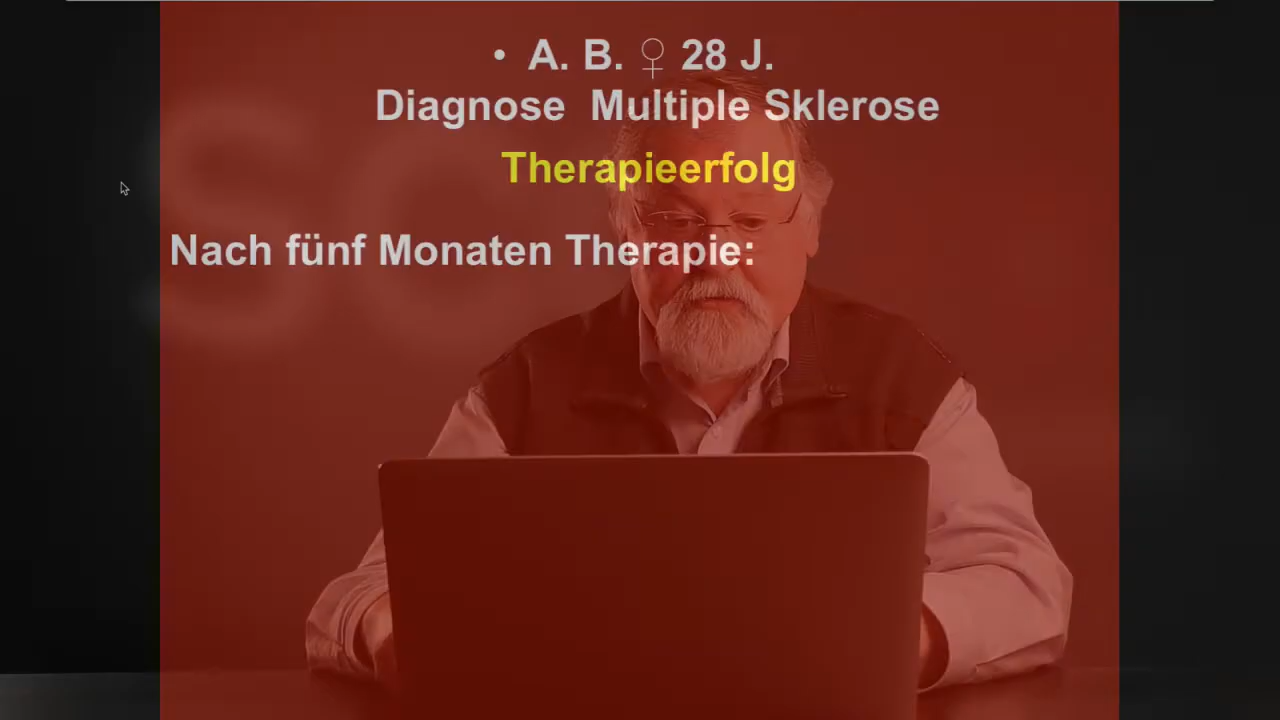 • A. B. ♀ 28 J.
Diagnose Multiple Sklerose
Therapieerfolg
Nach fünf Monaten Therapie: